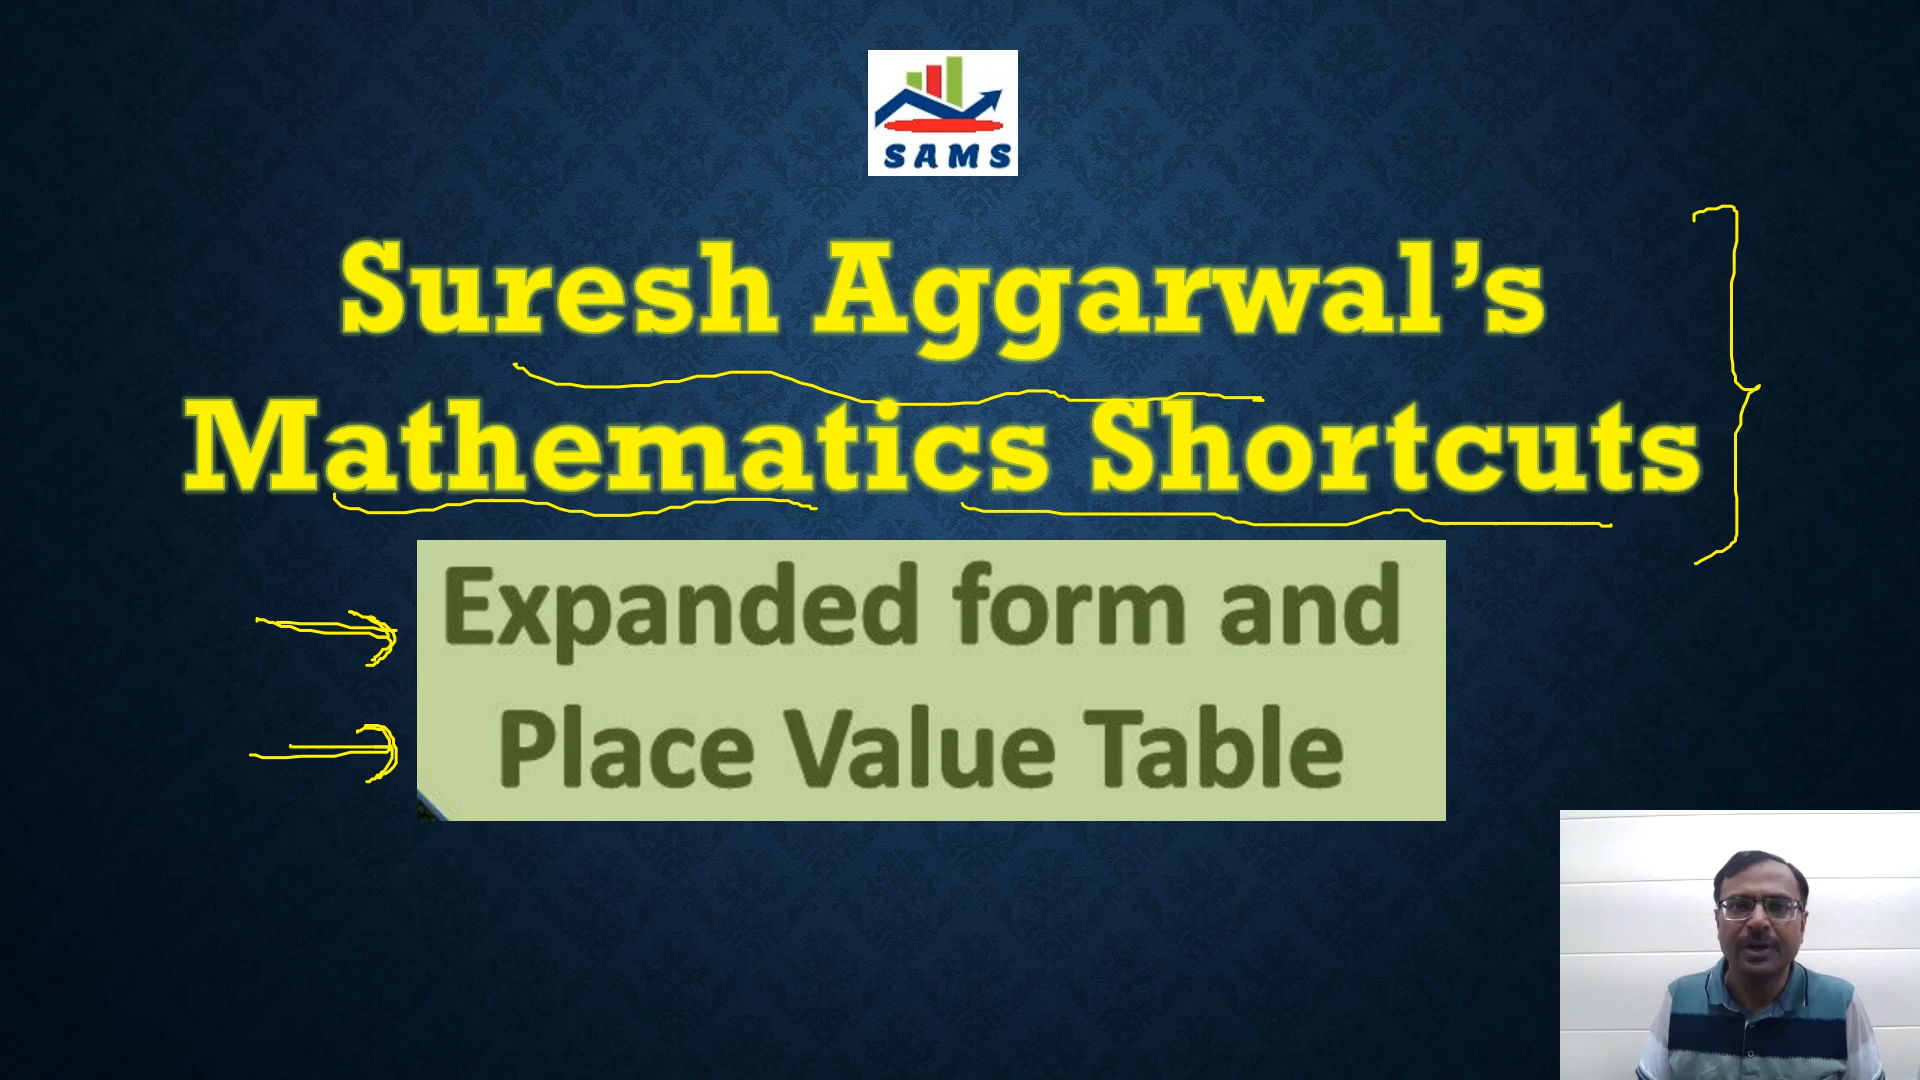 SAMS
Suresh Aggarwal’s
Mathematics Shortcuts
Expanded form and
Place Value Table